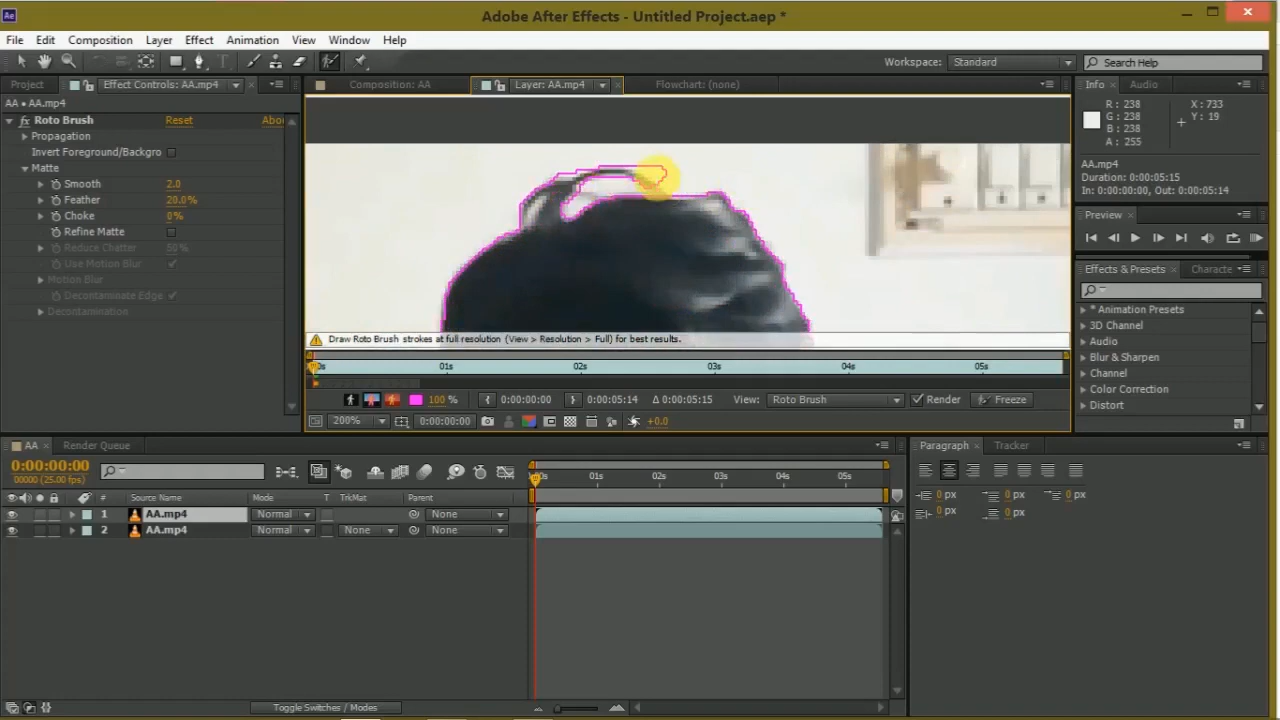 Adobe After Effects - Untitled Project.aep *
File Edit Composition Layer Effect Animation View Window Help
Workspace: Standard Search Help
Project Effect Controls: AA.mp4 Composition: AA Layer: AA.mp4 Flowchart: (none) Info Audio
AA • AA.mp4
fx Roto Brush Reset Abou
Propagation
Invert Foreground/Backgro
Matte
Smooth 2.0
Feather 20.0%
Choke 0%
Refine Matte
Reduce Chatter 50%
Use Motion Blur
Motion Blur
Decontaminate Edge
Decontamination
R : 238 X : 733
G : 238 Y : 19
B : 238
A : 255
AA.mp4
Duration: 0:00:05:15
In: 0:00:00:00, Out: 0:00:05:14
Preview
Effects & Presets Characte
* Animation Presets
3D Channel
Audio
Blur & Sharpen
Channel
Color Correction
Distort
Draw Roto Brush strokes at full resolution (View > Resolution > Full) for best results.
01s 02s 03s 04s 05s
100 % 0:00:00:00 0:00:05:14 Δ 0:00:05:15 View: Roto Brush Render Freeze
200% 0:00:00:00 +0.0
AA Render Queue
0:00:00:00
00000 (25.00 fps)
# Source Name Mode T TrkMat Parent
1 AA.mp4 Normal None
2 AA.mp4 Normal None None
01s 02s 03s 04s 05s
Toggle Switches / Modes
Paragraph Tracker
0 px 0 px 0 px
0 px 0 px